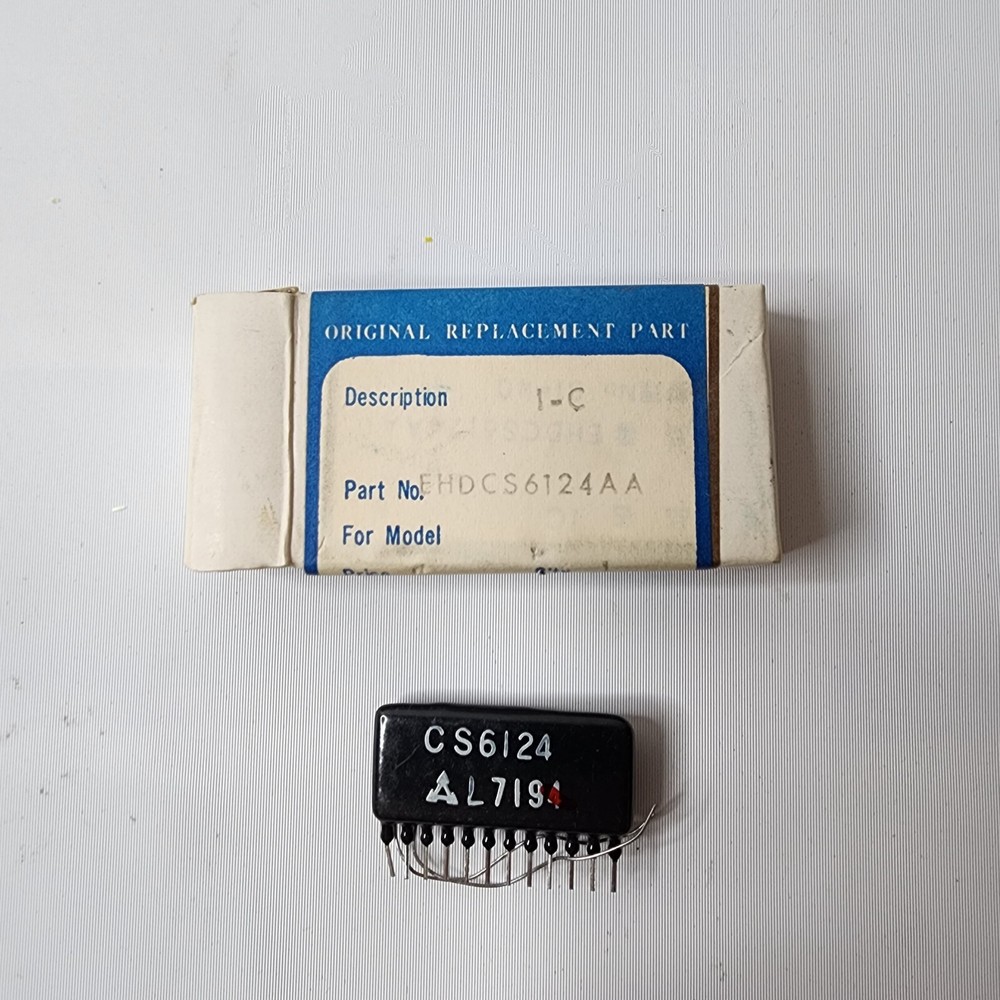 ORIGINAL REPLACEMENT PART
Description I-C
Part No. EHDCS6124AA
For Model
CS6124
L7194